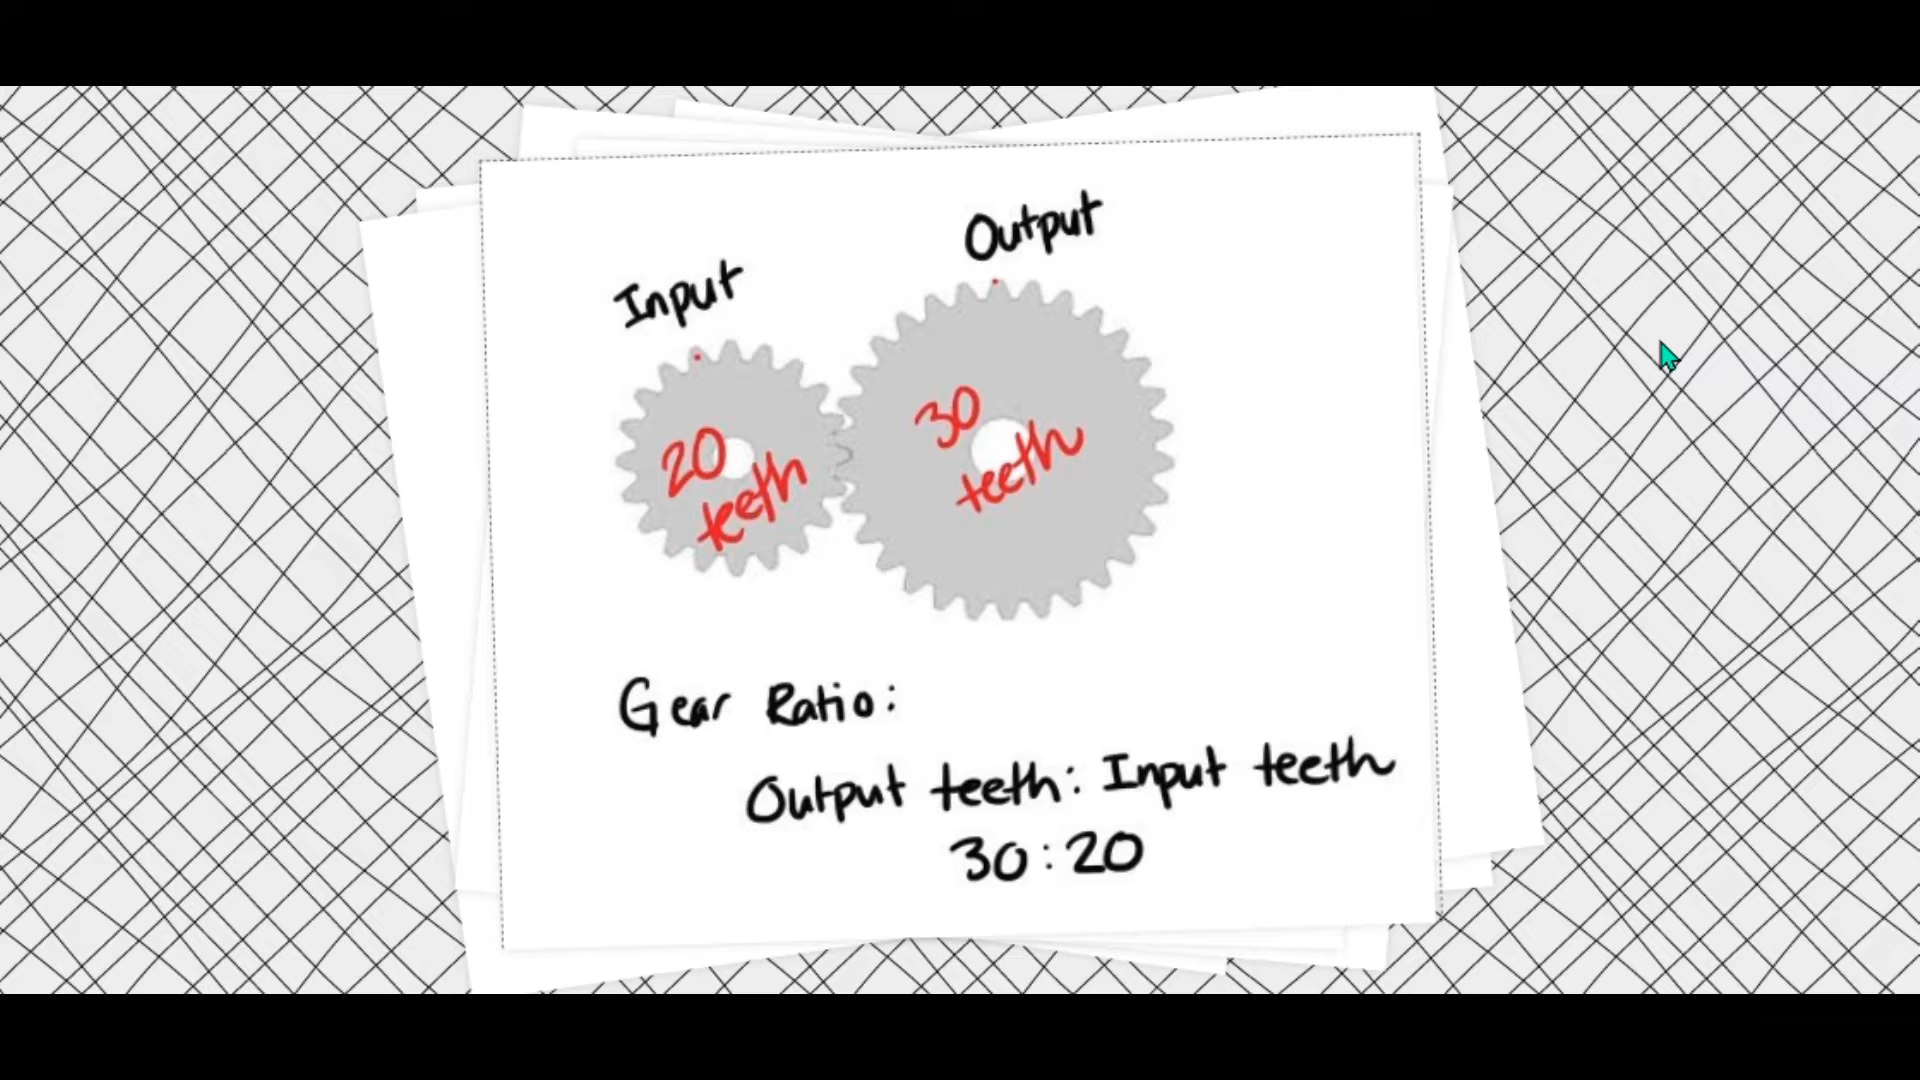 Output
Input
20
teeth
30
teeth
Gear Ratio:
Output teeth: Input teeth
30:20